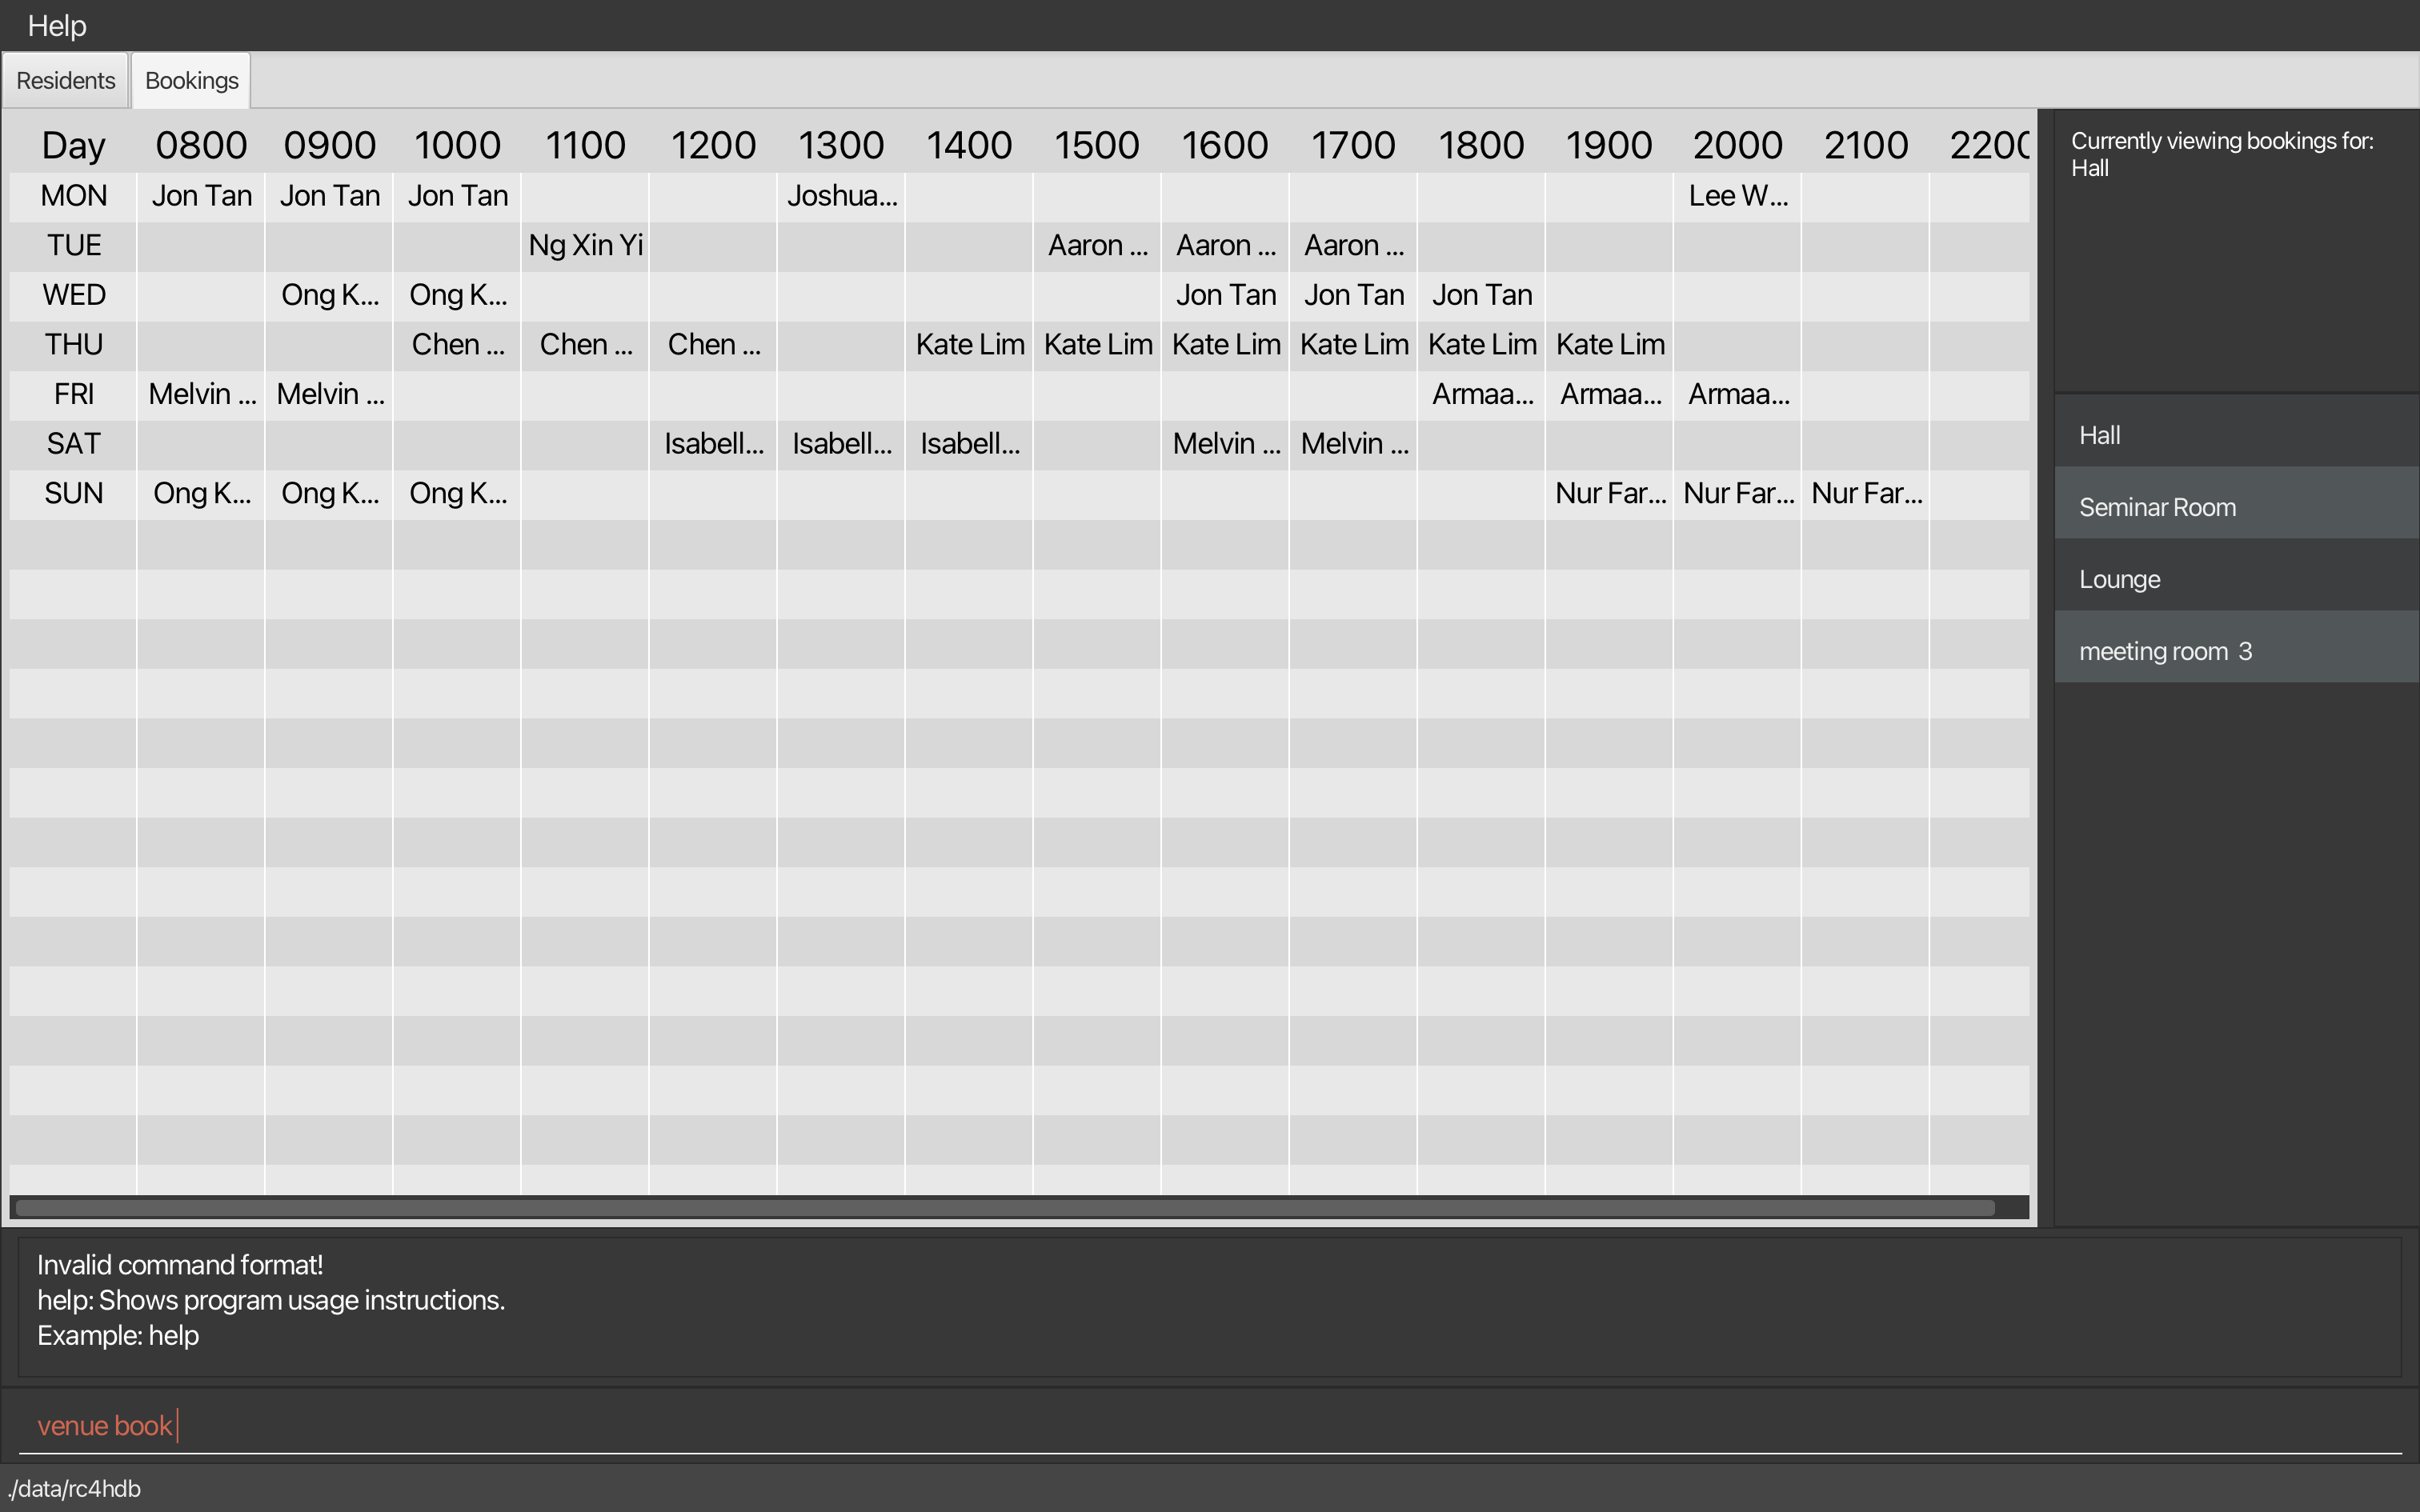 Help
Residents Bookings
Day 0800 0900 1000 1100 1200 1300 1400 1500 1600 1700 1800 1900 2000 2100 2200
MON Jon Tan Jon Tan Jon Tan Joshua... Lee W...
TUE Ng Xin Yi Aaron ... Aaron ... Aaron ...
WED Ong K... Ong K... Jon Tan Jon Tan Jon Tan
THU Chen ... Chen ... Chen ... Kate Lim Kate Lim Kate Lim Kate Lim Kate Lim Kate Lim
FRI Melvin ... Melvin ... Armaa... Armaa... Armaa...
SAT Isabell... Isabell... Isabell... Melvin ... Melvin ...
SUN Ong K... Ong K... Ong K... Nur Far... Nur Far... Nur Far...
Currently viewing bookings for:
Hall
Hall
Seminar Room
Lounge
meeting room  3
Invalid command format!
help: Shows program usage instructions.
Example: help
venue book
./data/rc4hdb